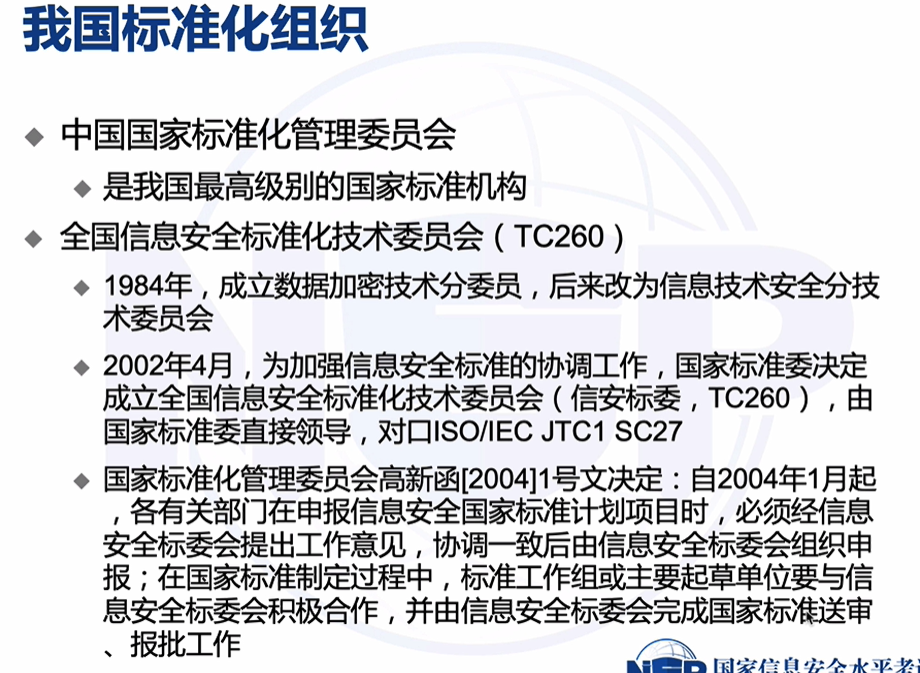 我国标准化组织
中国国家标准化管理委员会
是我国最高级别的国家标准机构
全国信息安全标准化技术委员会（TC260）
1984年，成立数据加密技术分委员，后来改为信息技术安全分技
术委员会
2002年4月，为加强信息安全标准的协调工作，国家标准委决定
成立全国信息安全标准化技术委员会（信安标委，TC260），由
国家标准委直接领导，对口ISO/IEC JTC1 SC27
国家标准化管理委员会高新函[2004]1号文决定：自2004年1月起
，各有关部门在申报信息安全国家标准计划项目时，必须经信息
安全标委会提出工作意见，协调一致后由信息安全标委会组织申
报；在国家标准制定过程中，标准工作组或主要起草单位要与信
息安全标委会积极合作，并由信息安全标委会完成国家标准送审
、报批工作
NISP 国家信息安全水平考